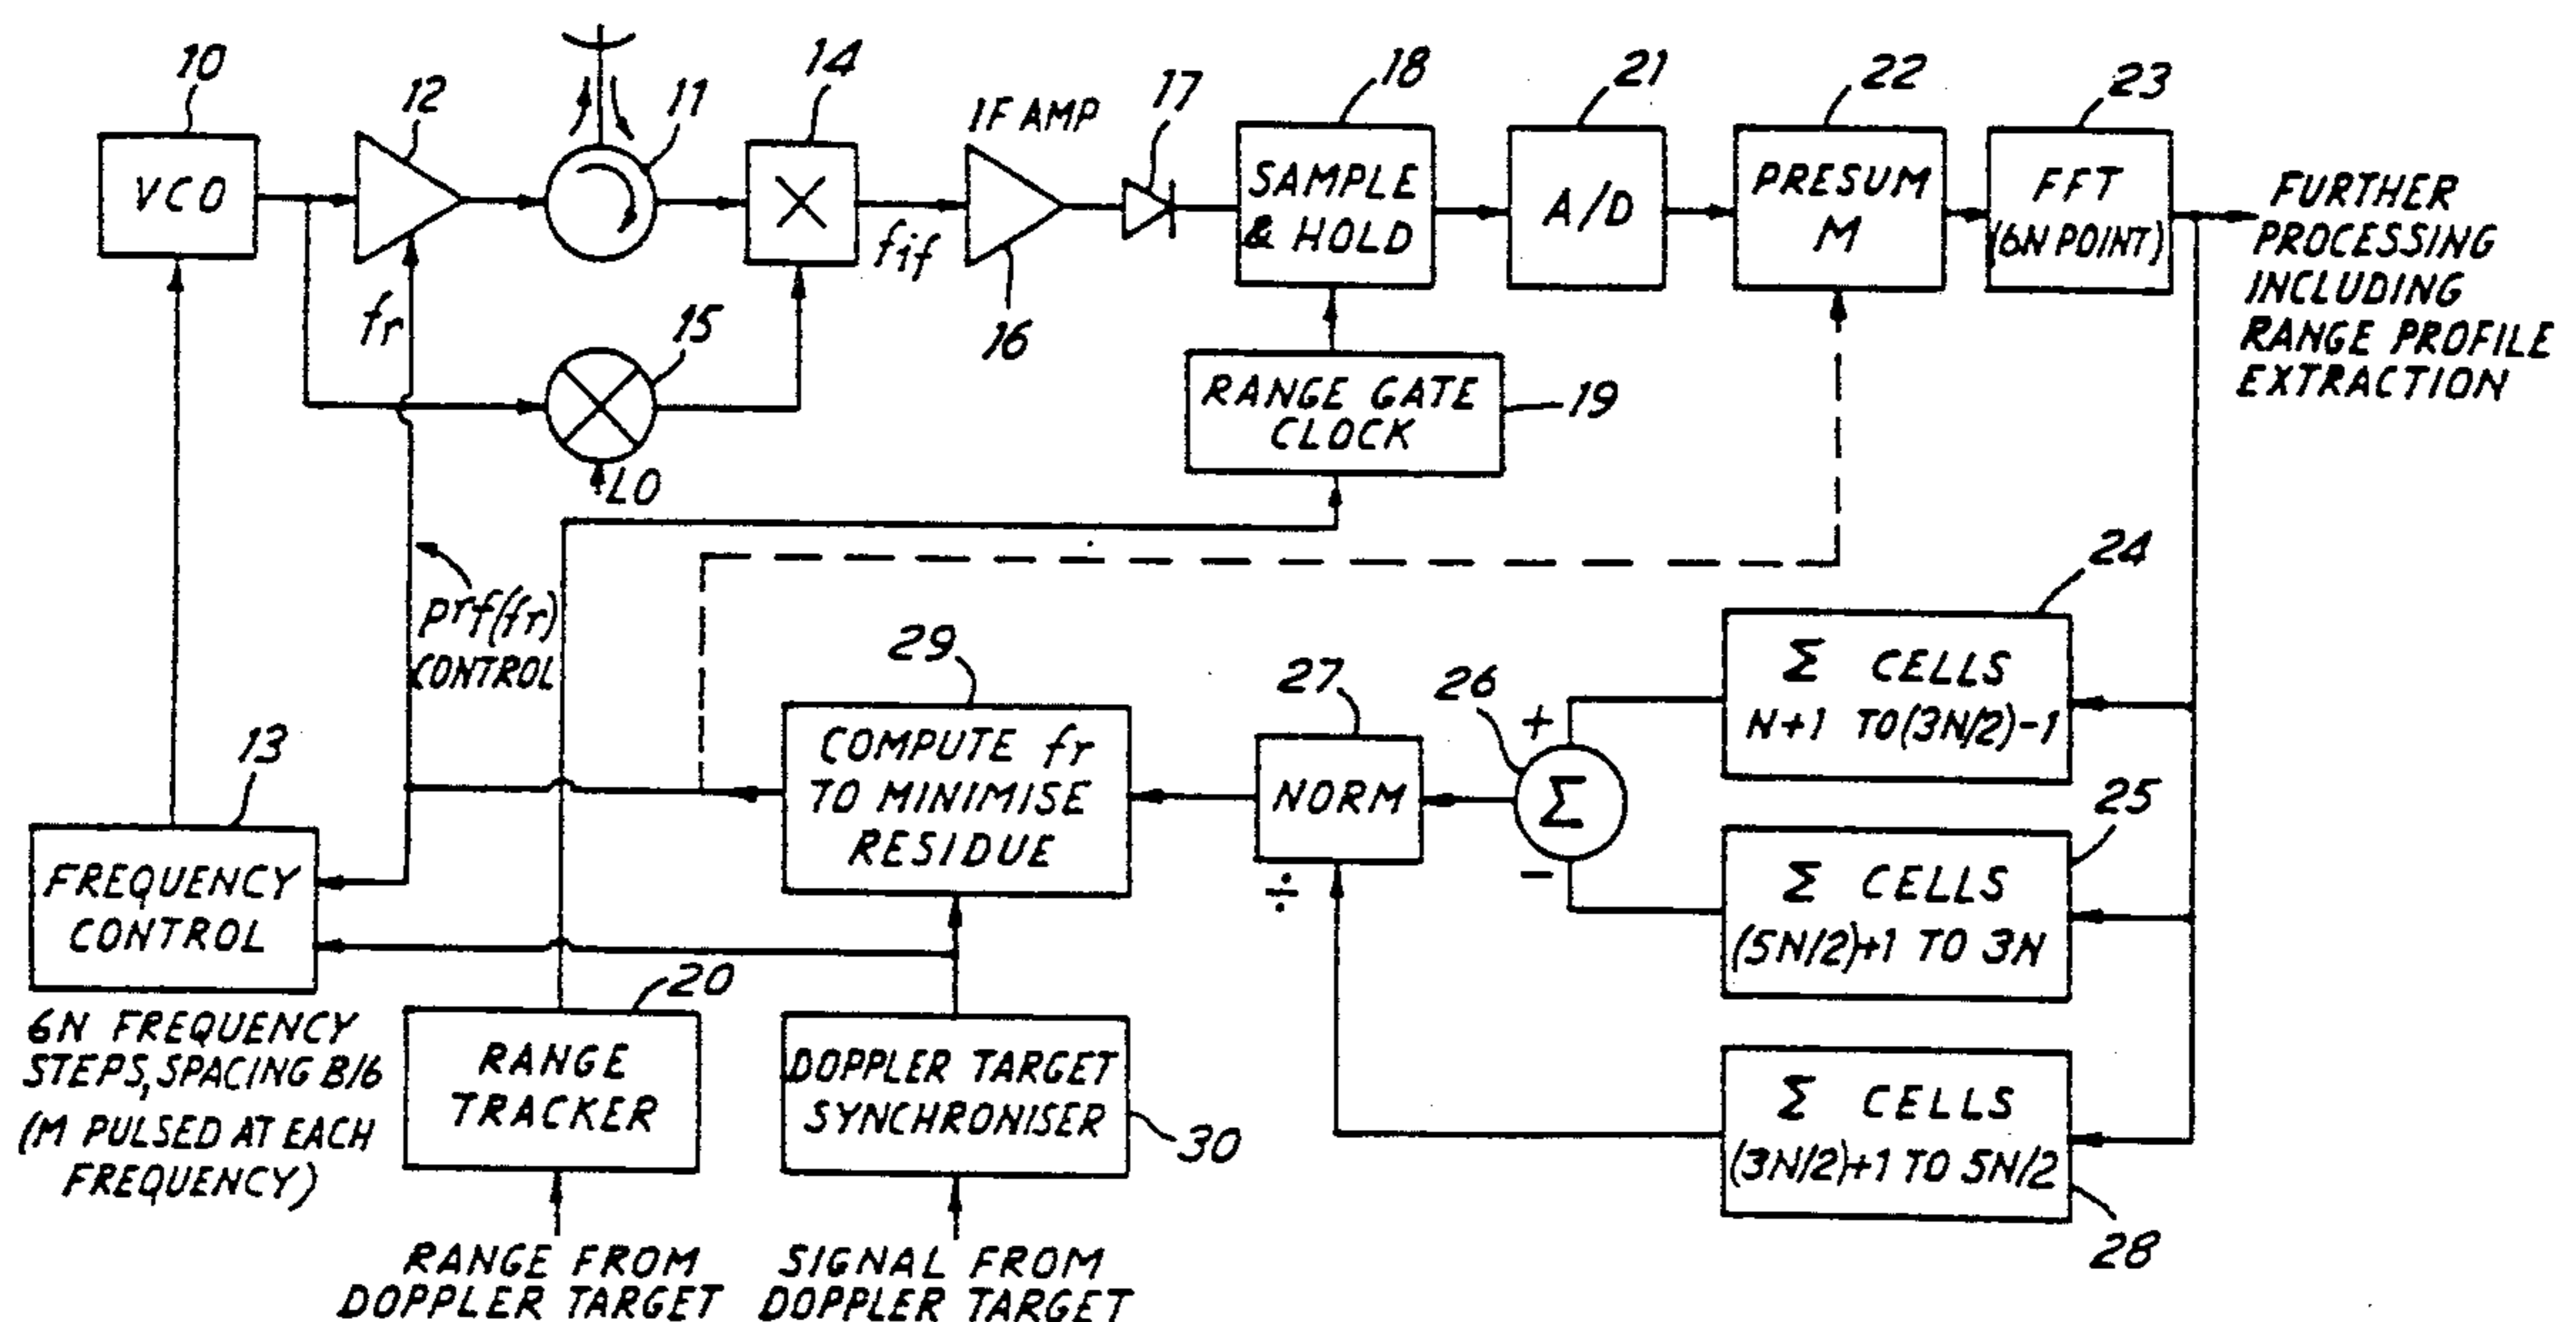 10
12
11
14
IF AMP
17
18
21
22
23
VCO
fr
fif
16
15
LO
SAMPLE
& HOLD
A/D
PRESUM
M
FFT
(6N POINT)
FURTHER
PROCESSING
INCLUDING
RANGE PROFILE
EXTRACTION
RANGE GATE
CLOCK
19
prf(fr)
CONTROL
24
Σ CELLS
N+1 TO(3N/2)-1
29
COMPUTE fr
TO MINIMISE
RESIDUE
27
NORM
÷
26
+
Σ
-
25
Σ CELLS
(5N/2)+1 TO 3N
13
FREQUENCY
CONTROL
6N FREQUENCY
STEPS, SPACING B/6
(M PULSED AT EACH
FREQUENCY)
20
RANGE
TRACKER
DOPPLER TARGET
SYNCHRONISER
30
Σ CELLS
(3N/2)+1 TO 5N/2
28
RANGE FROM
DOPPLER TARGET
SIGNAL FROM
DOPPLER TARGET